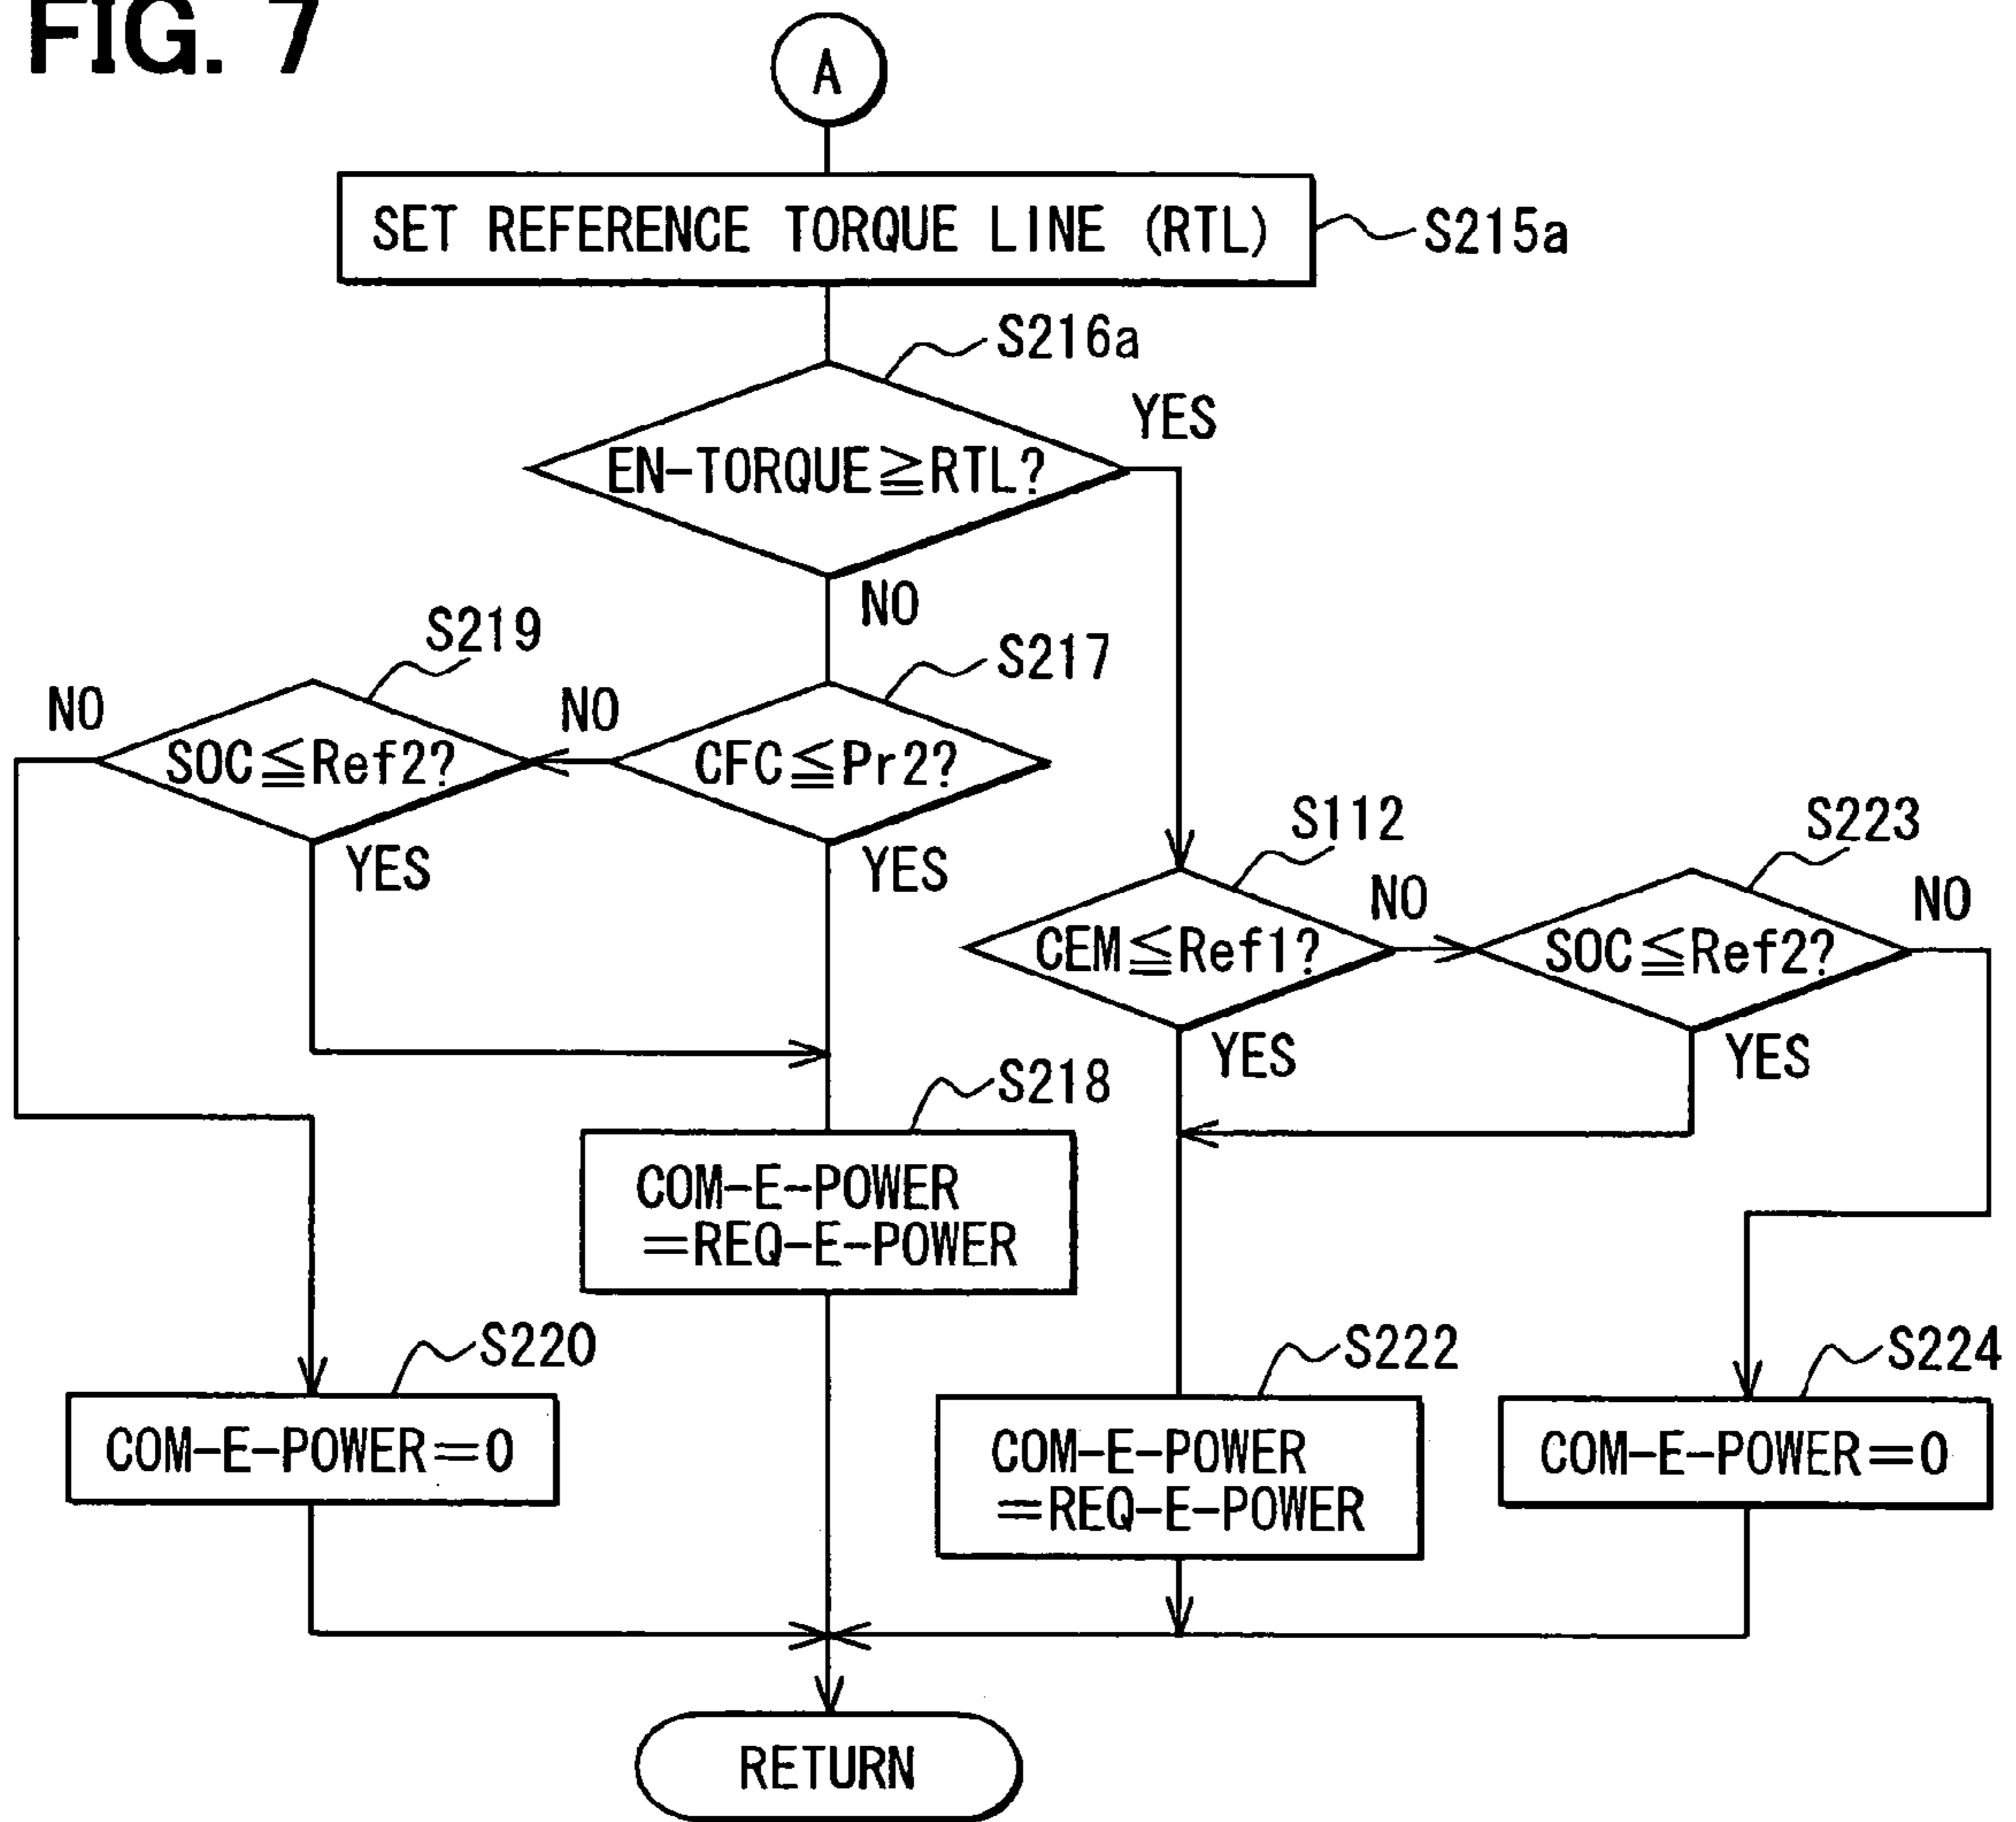 FIG. 7
A
SET REFERENCE TORQUE LINE (RTL)
S215a
S216a
YES
EN-TORQUE≧RTL?
NO
S219
S217
NO
NO
SOC≦Ref2?
CFC≦Pr2?
YES
YES
S112
S223
NO
NO
CEM≦Ref1?
SOC≦Ref2?
YES
YES
S218
COM-E-POWER
=REQ-E-POWER
S220
COM-E-POWER=0
S222
COM-E-POWER
=REQ-E-POWER
S224
COM-E-POWER=0
RETURN